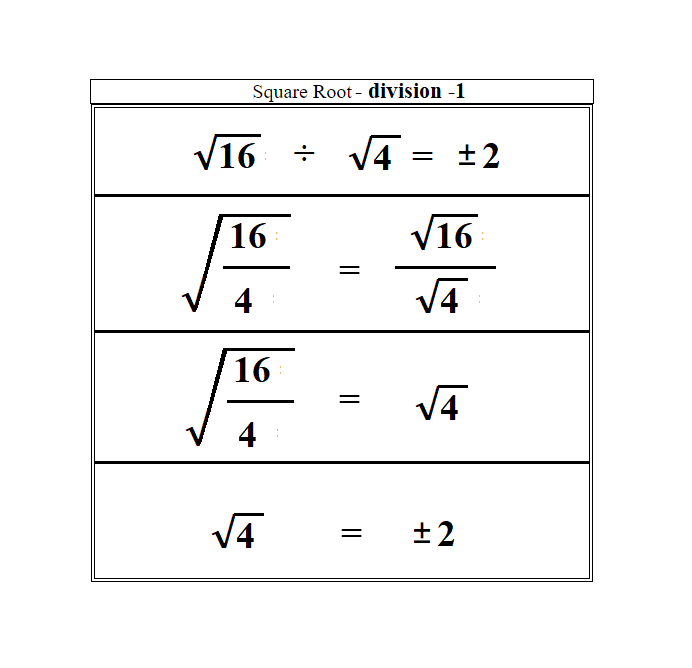 Square Root - division -1
√16 ÷ √4 = ±2
√(16/4) = √16/√4
√(16/4) = √4
√4 = ±2